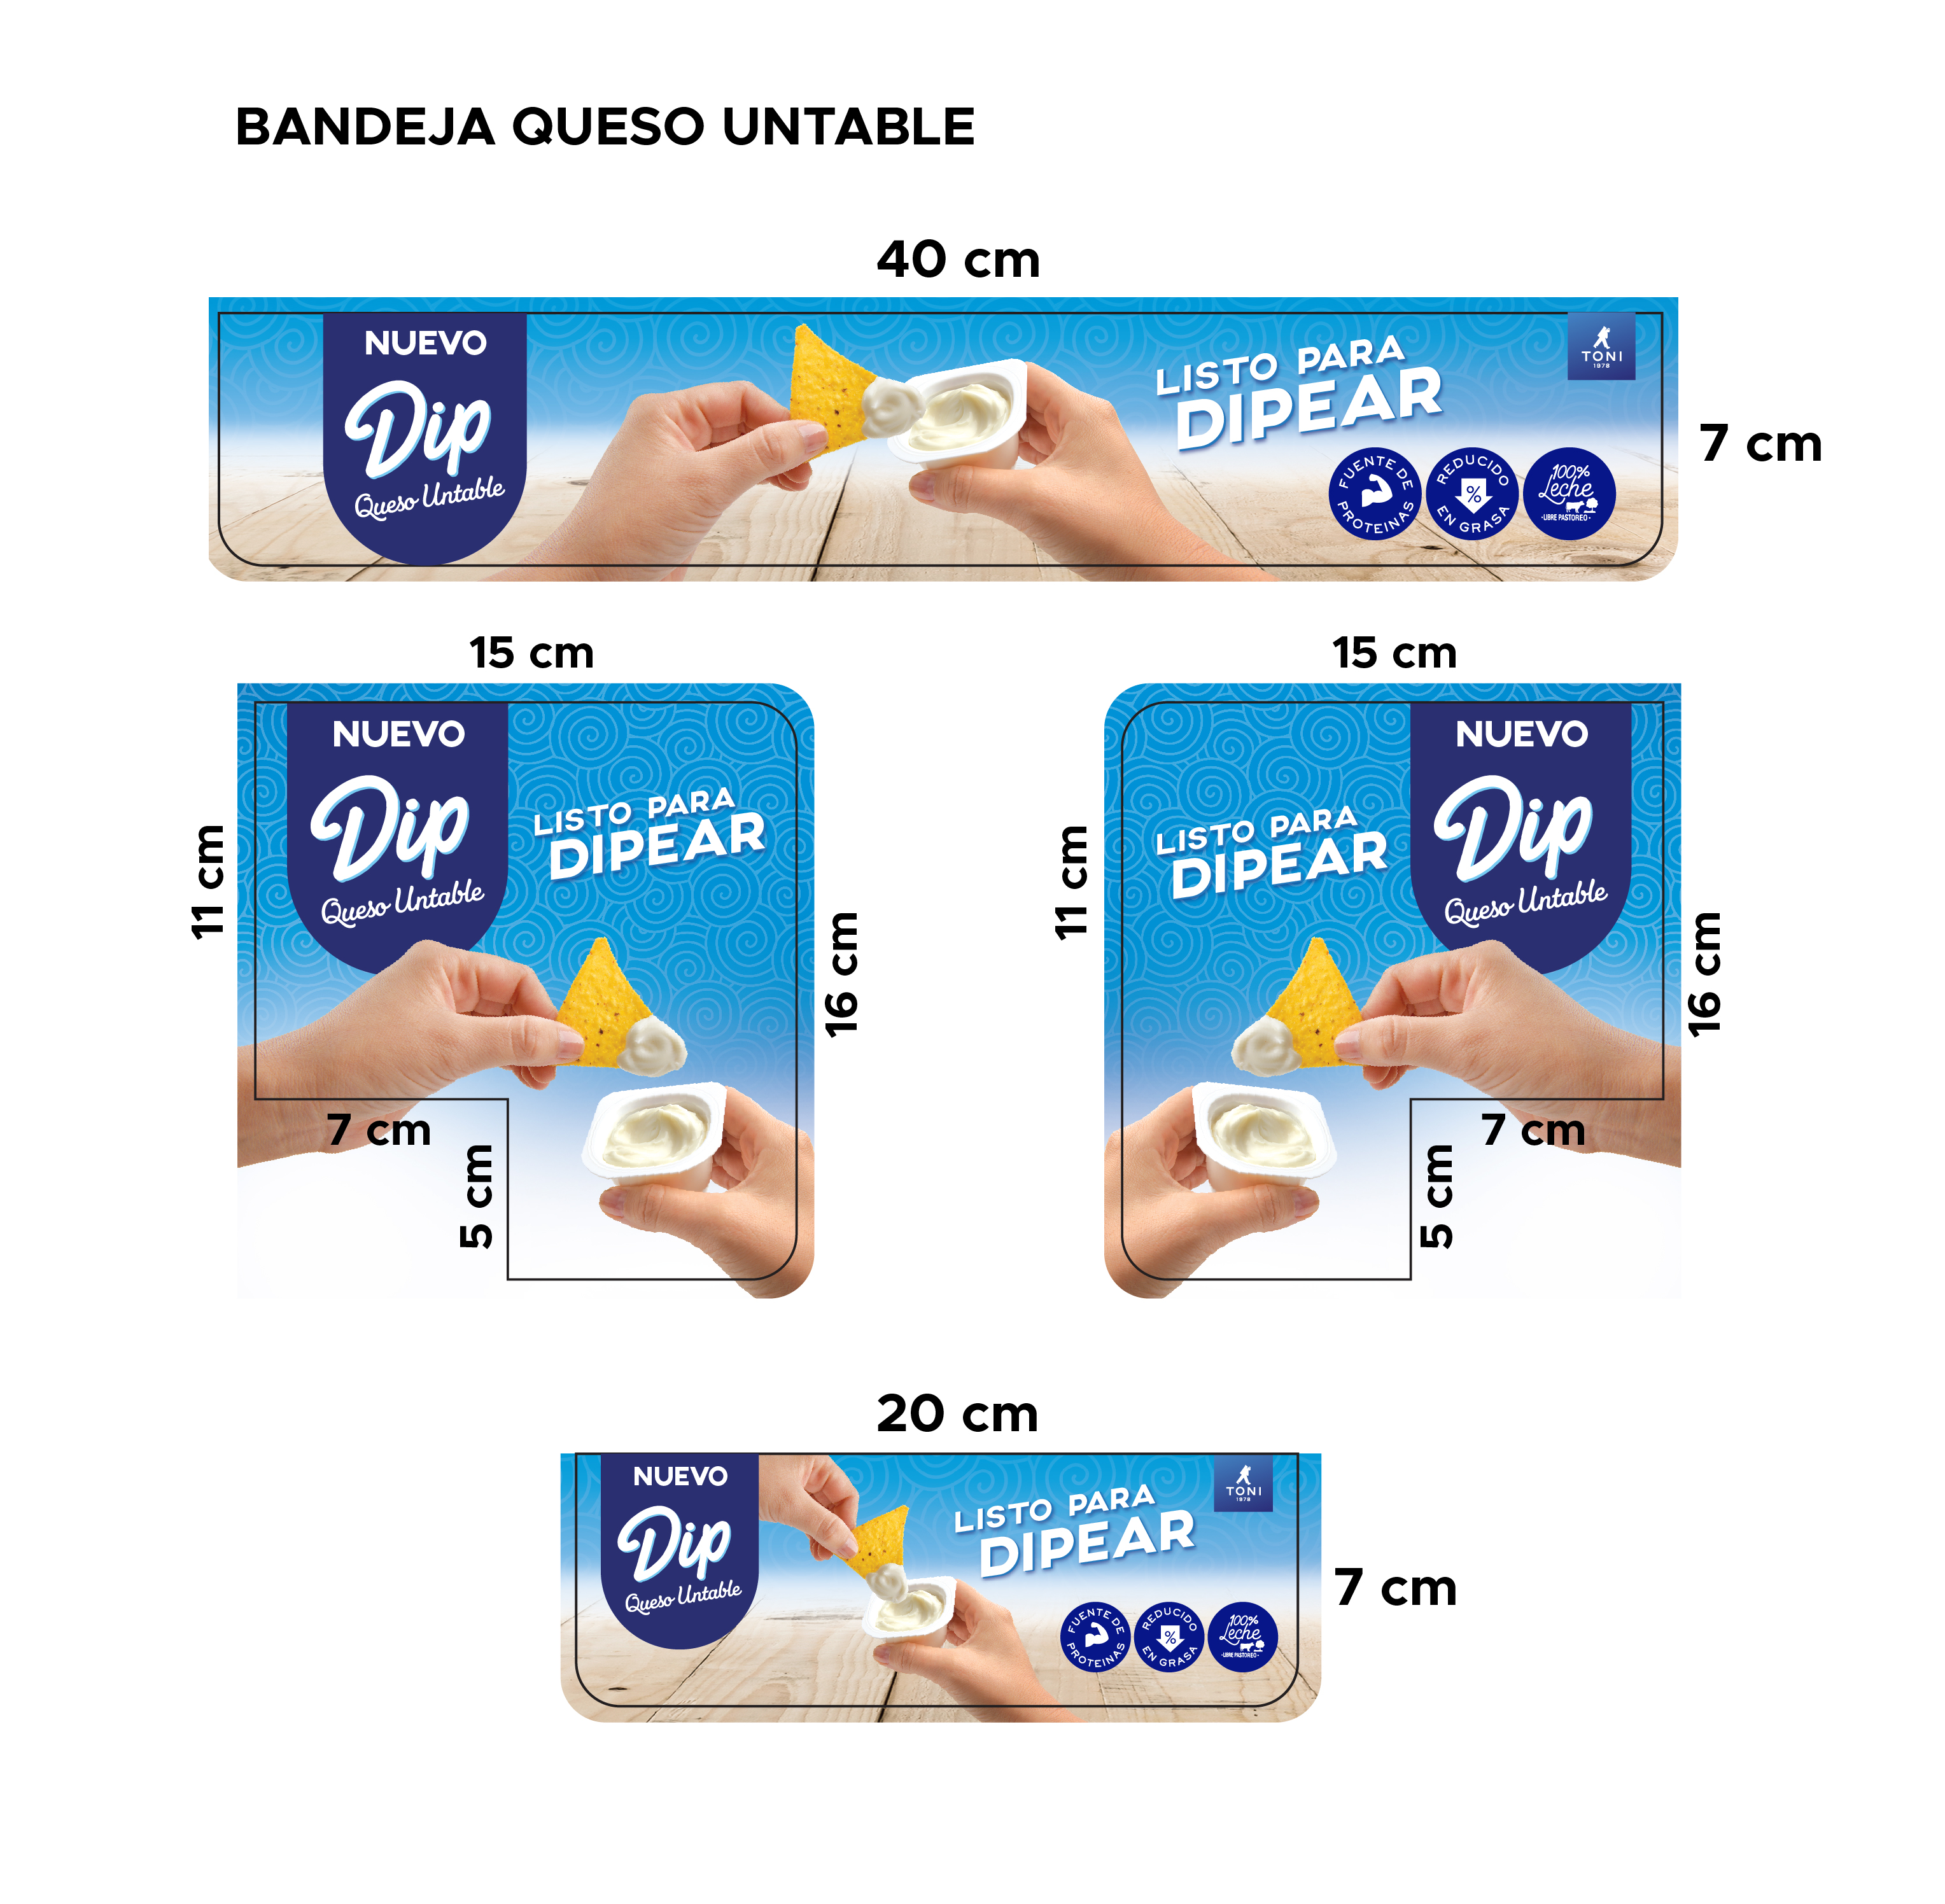 BANDEJA QUESO UNTABLE
40 cm
NUEVO
Dip
Queso Untable
LISTO PARA
DIPEAR
TONI
1978
FUENTE DE
PROTEINAS
REDUCIDO
%
EN GRASA
100%
Leche
·LIBRE PASTOREO·
7 cm
15 cm
NUEVO
Dip
Queso Untable
LISTO PARA
DIPEAR
11 cm
16 cm
7 cm
5 cm
15 cm
LISTO PARA
DIPEAR
NUEVO
Dip
Queso Untable
11 cm
16 cm
7 cm
5 cm
20 cm
NUEVO
Dip
Queso Untable
LISTO PARA
DIPEAR
TONI
1978
FUENTE DE
PROTEINAS
REDUCIDO
%
EN GRASA
100%
Leche
·LIBRE PASTOREO·
7 cm